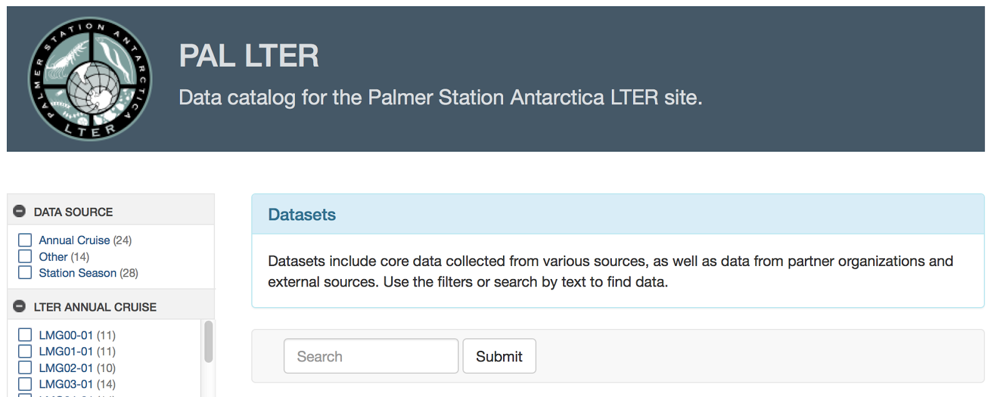 PALMER STATION ANTARCTICA
LTER
PAL LTER
Data catalog for the Palmer Station Antarctica LTER site.
DATA SOURCE
Annual Cruise (24)
Other (14)
Station Season (28)
LTER ANNUAL CRUISE
LMG00-01 (11)
LMG01-01 (11)
LMG02-01 (10)
LMG03-01 (14)
Datasets
Datasets include core data collected from various sources, as well as data from partner organizations and
external sources. Use the filters or search by text to find data.
Search
Submit